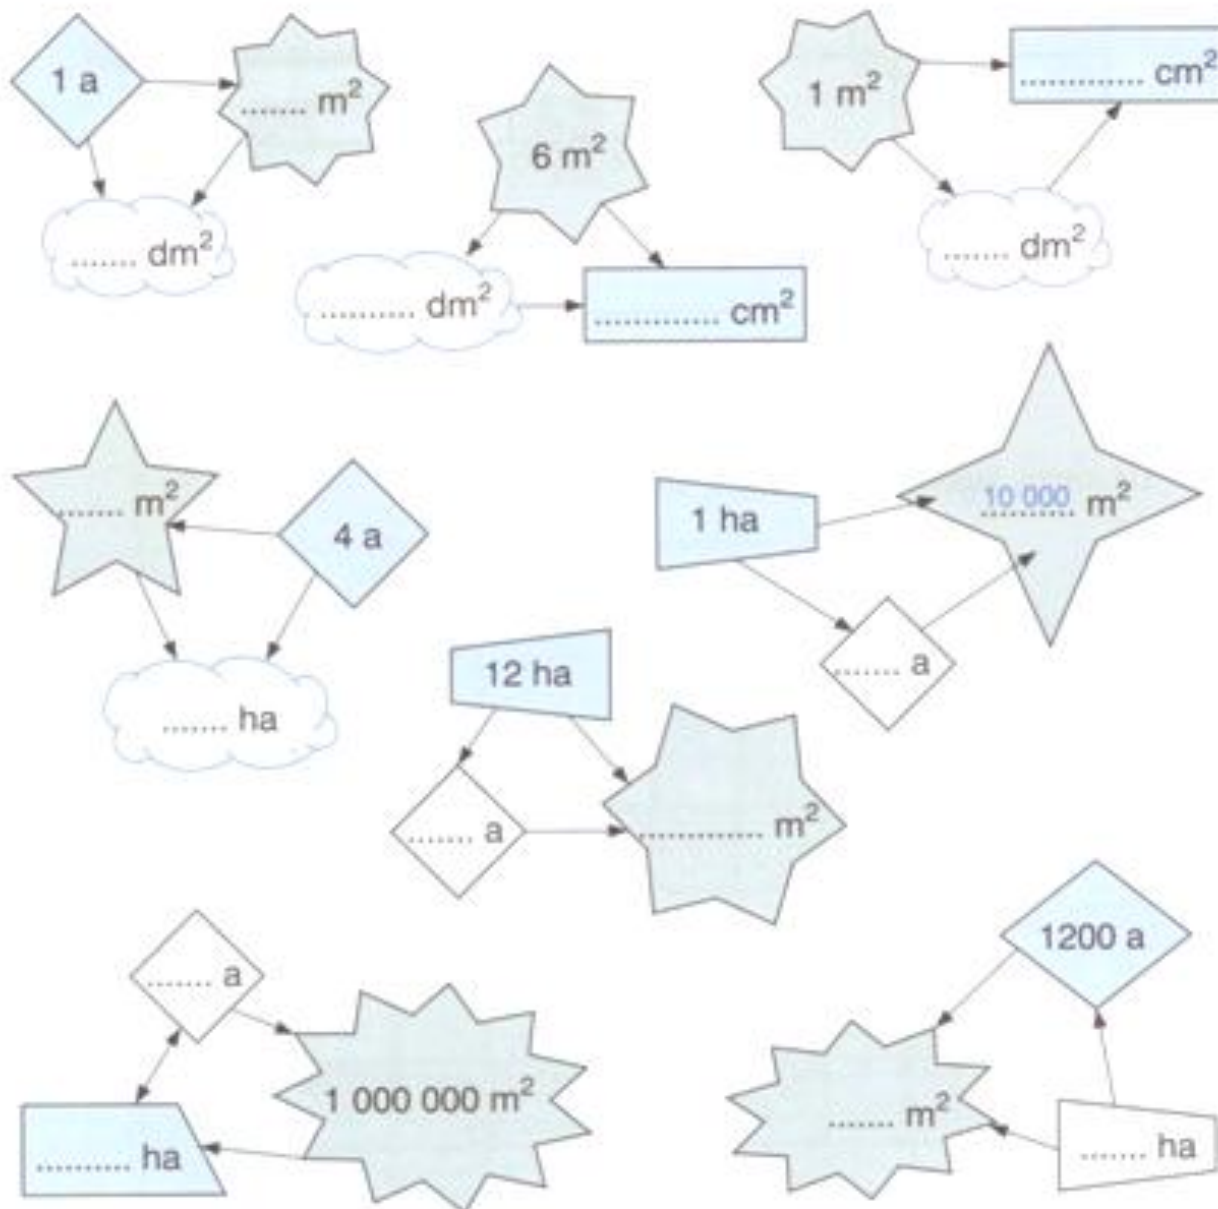 1 a
....... m²
....... dm²
6 m²
.......... dm²
............. cm²
1 m²
............. cm²
....... dm²
....... m²
4 a
....... ha
1 ha
10 000 m²
....... a
12 ha
....... a
............. m²
....... a
1 000 000 m²
.......... ha
1200 a
....... m²
....... ha